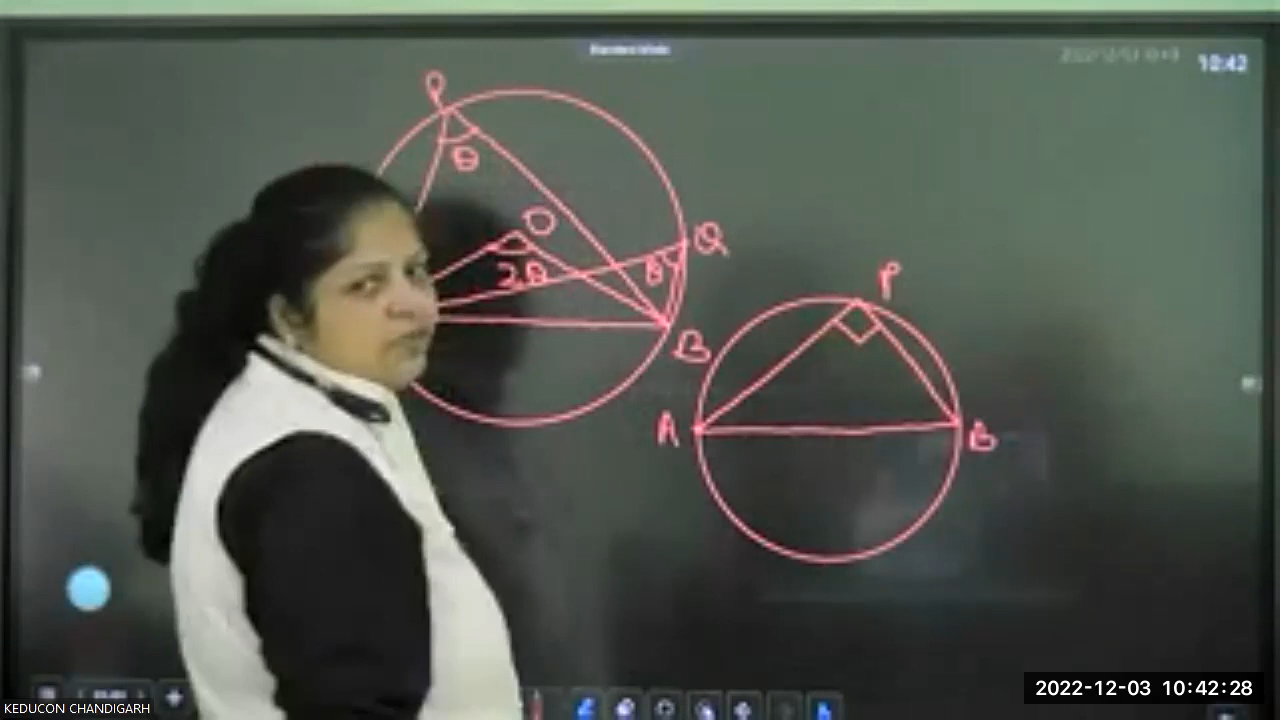 10:42
P
θ
O
2θ
Q
θ
B
P
A
B
KEDUCON CHANDIGARH
2022-12-03 10:42:28